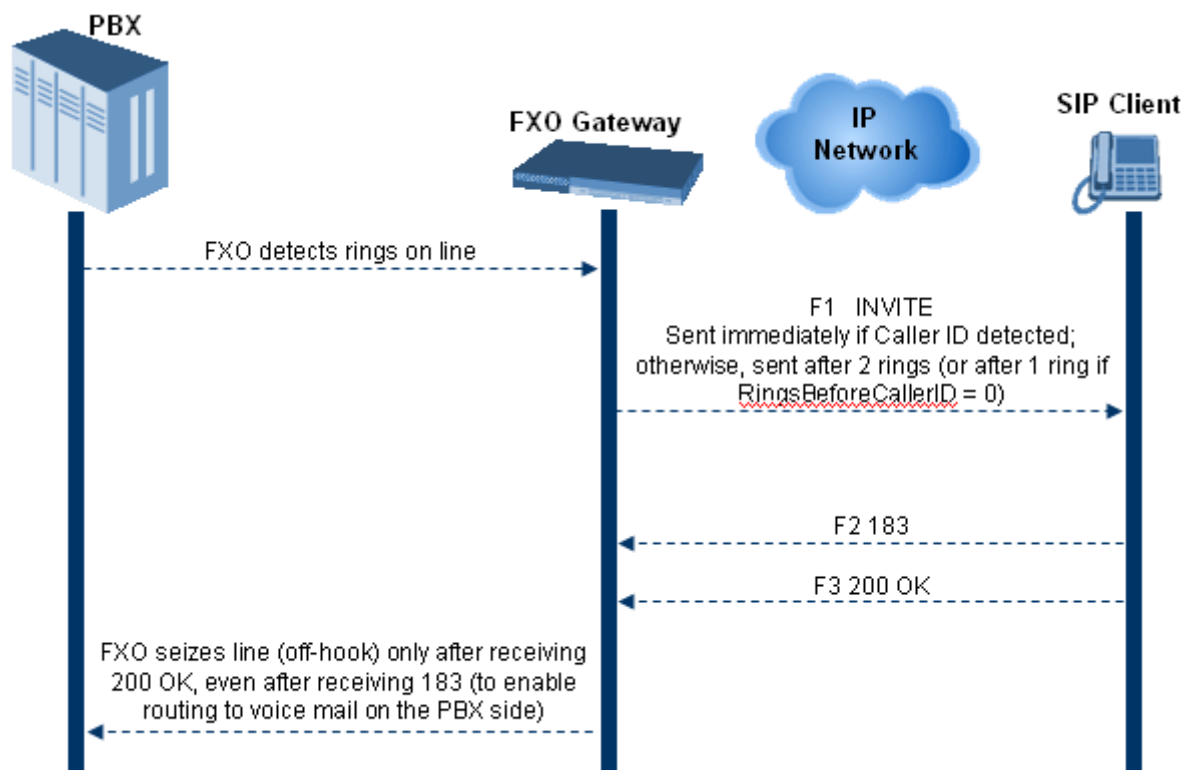 PBX
FXO Gateway
IP
Network
SIP Client
FXO detects rings on line
F1 INVITE
Sent immediately if Caller ID detected;
otherwise, sent after 2 rings (or after 1 ring if
RingsBeforeCallerID = 0)
F2 183
F3 200 OK
FXO seizes line (off-hook) only after receiving
200 OK, even after receiving 183 (to enable
routing to voice mail on the PBX side)